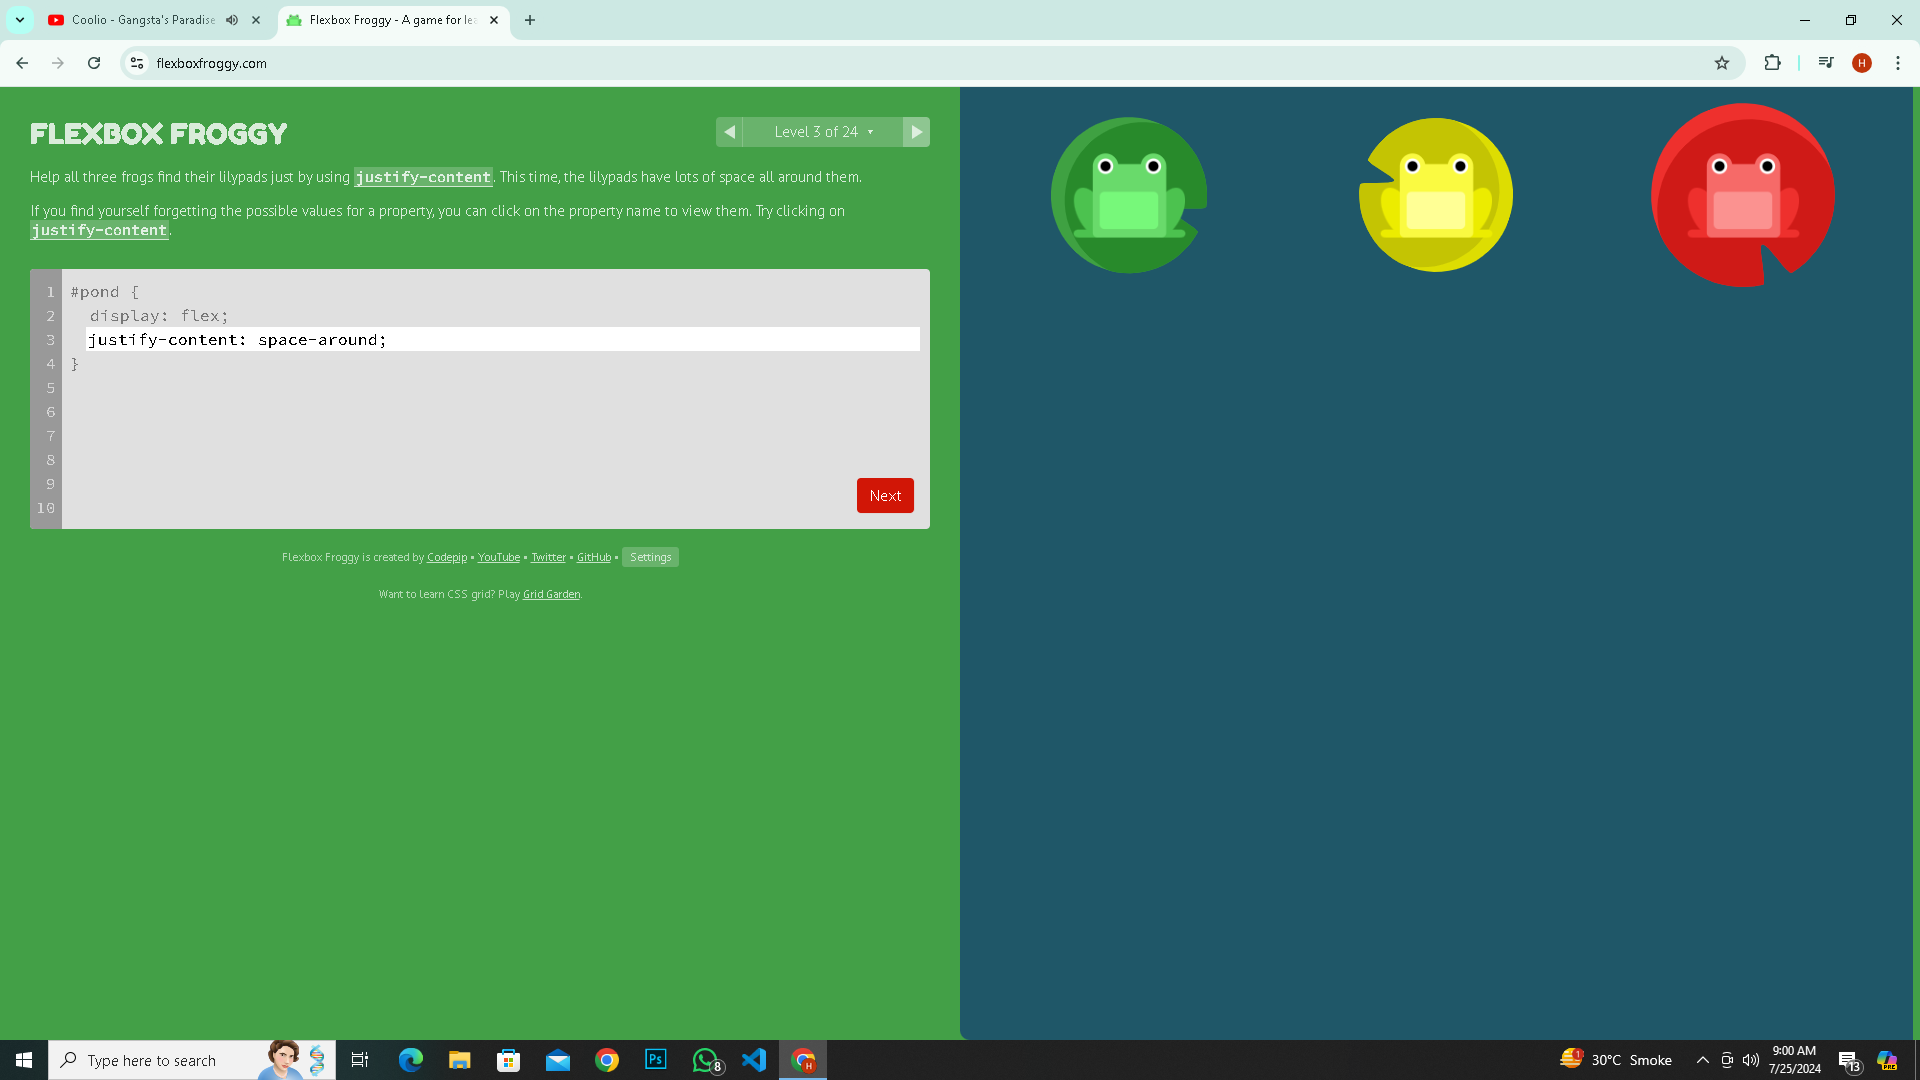 Coolio - Gangsta's Paradise
Flexbox Froggy - A game for lea
flexboxfroggy.com
H
FLEXBOX FROGGY
Level 3 of 24 ▾
Help all three frogs find their lilypads just by using justify-content. This time, the lilypads have lots of space all around them.
If you find yourself forgetting the possible values for a property, you can click on the property name to view them. Try clicking on
justify-content.
1 #pond {
2 display: flex;
3 justify-content: space-around;
4 }
5
6
7
8
9
10
Next
Flexbox Froggy is created by Codepip • YouTube • Twitter • GitHub • Settings
Want to learn CSS grid? Play Grid Garden.
Type here to search
Ps
8
H
1
30°C Smoke
9:00 AM
7/25/2024
13
PRE